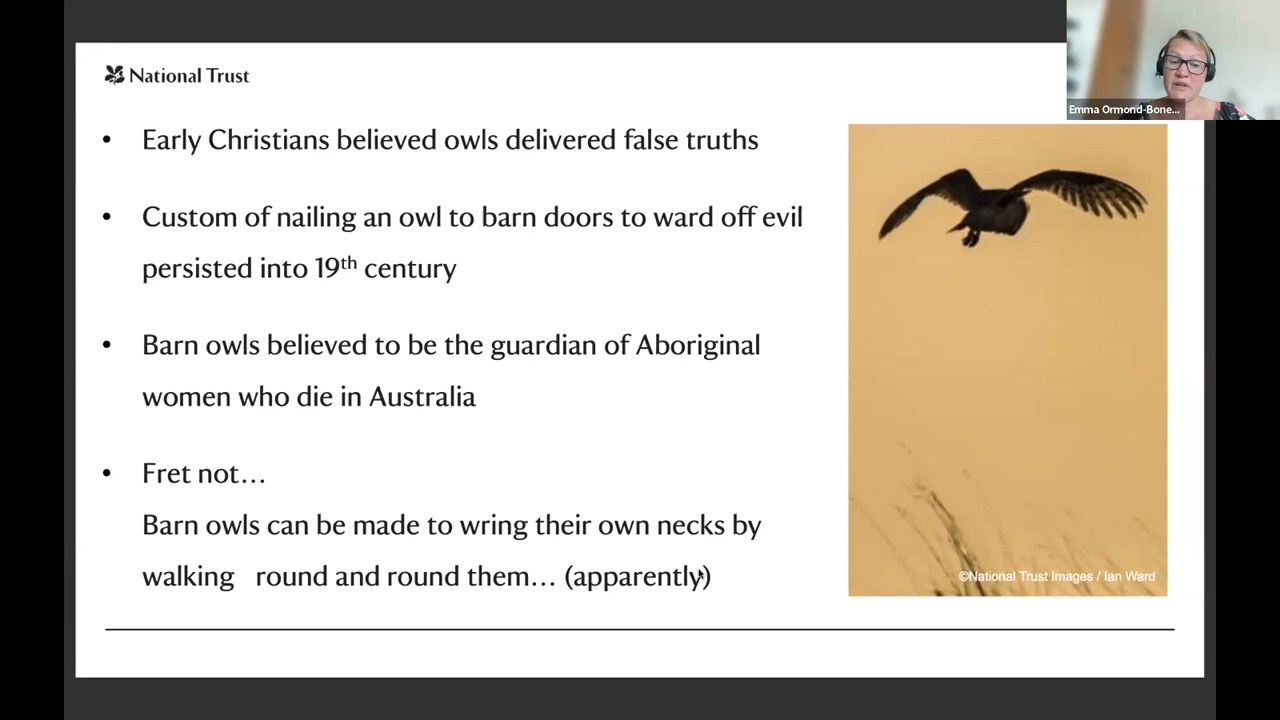 National Trust
Emma Ormond-Bone...
• Early Christians believed owls delivered false truths
• Custom of nailing an owl to barn doors to ward off evil
persisted into 19th century
• Barn owls believed to be the guardian of Aboriginal
women who die in Australia
• Fret not…
Barn owls can be made to wring their own necks by
walking round and round them… (apparently)
©National Trust Images / Ian Ward